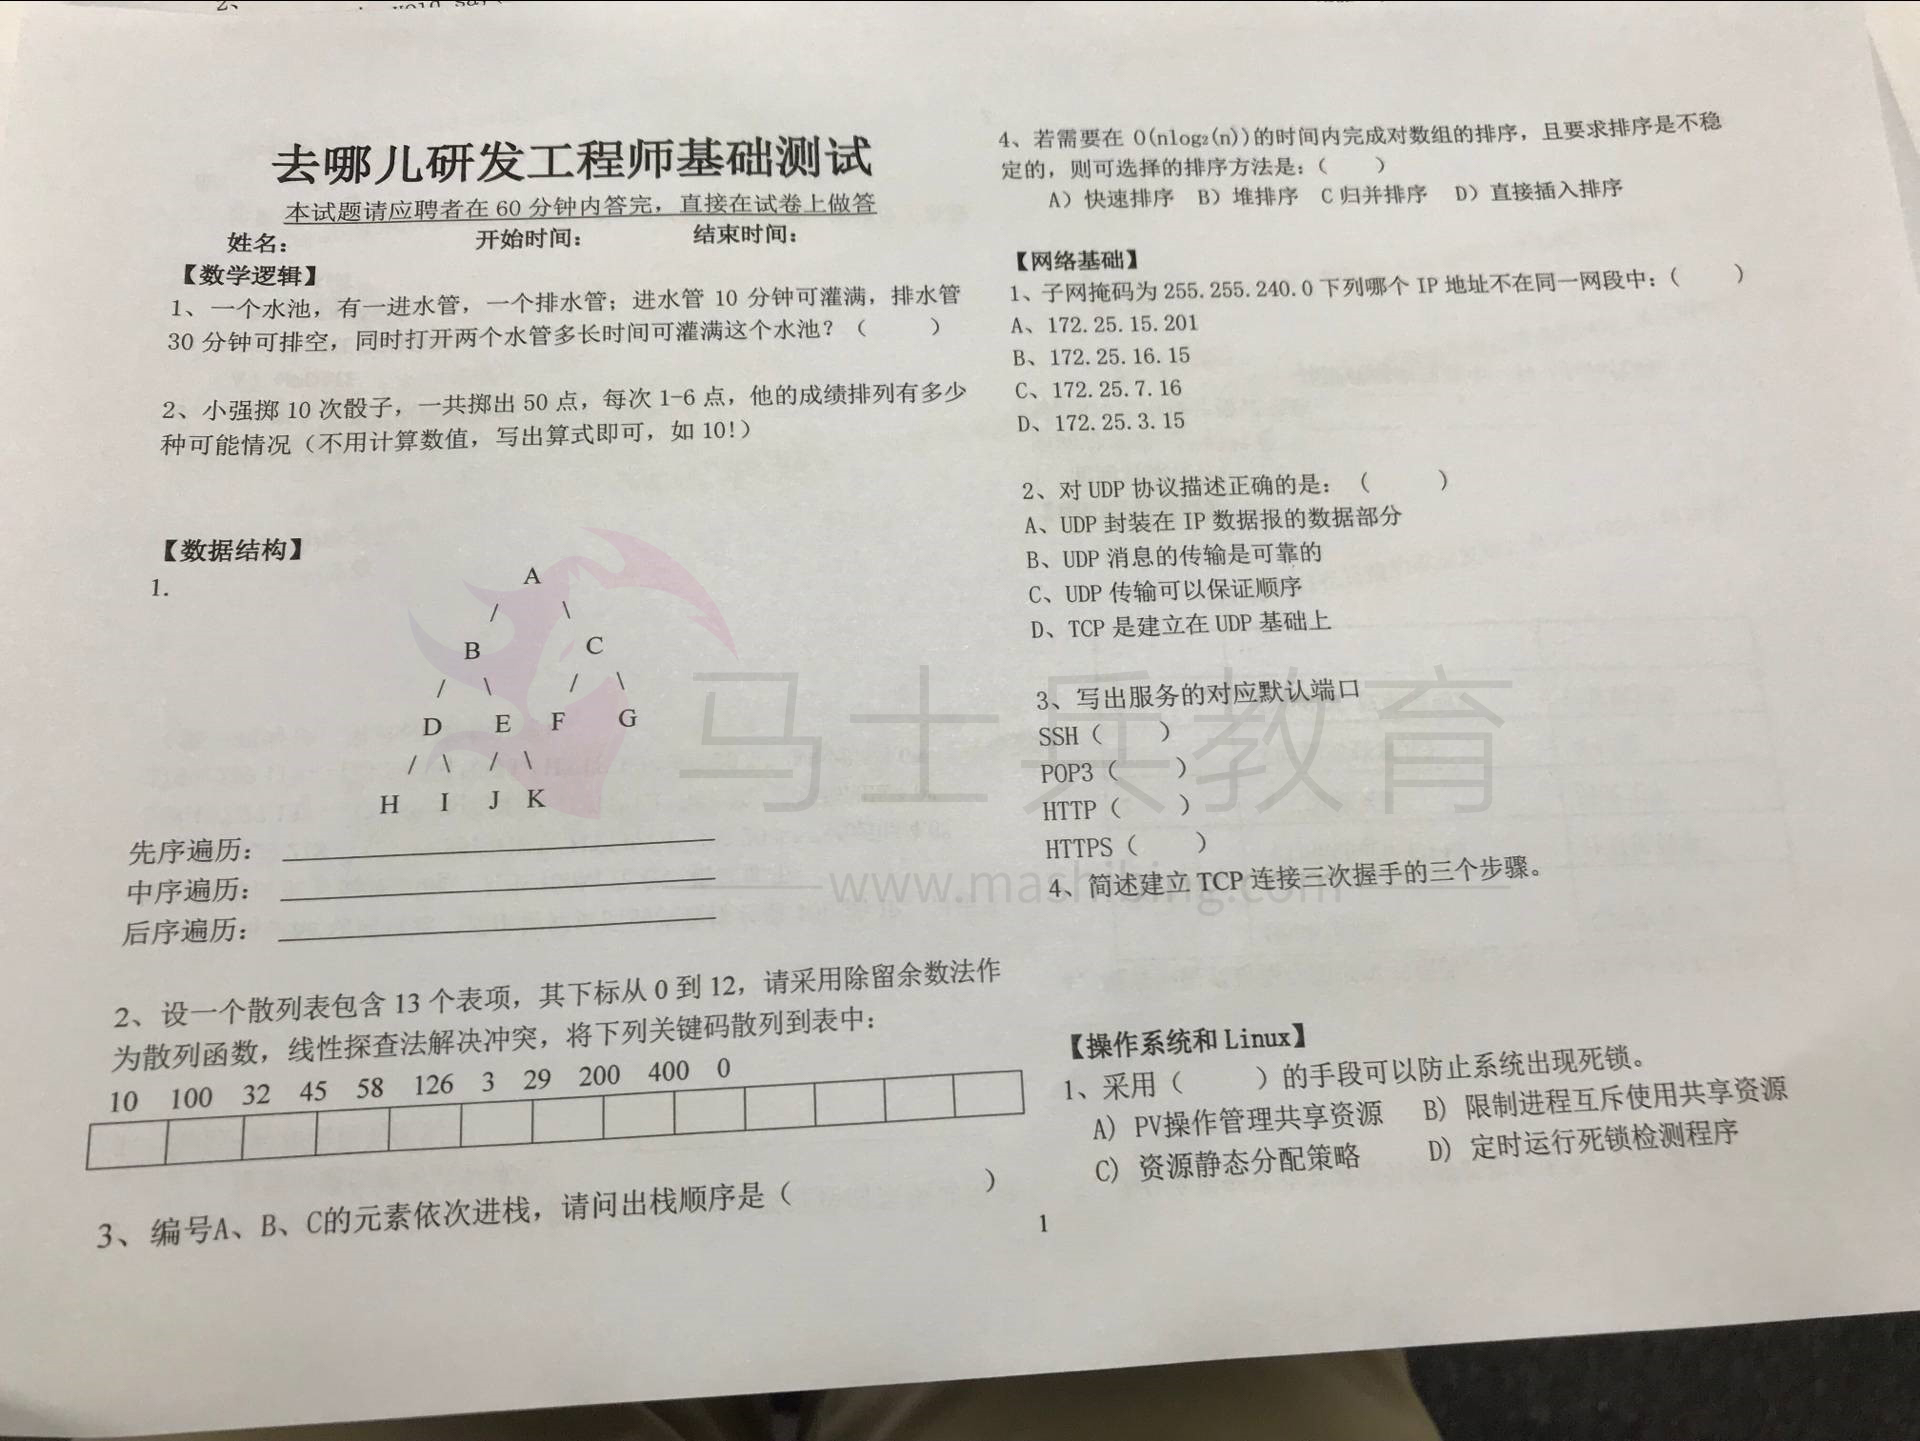 去哪儿研发工程师基础测试
本试题请应聘者在 60 分钟内答完，直接在试卷上做答
姓名： 开始时间： 结束时间：
【数学逻辑】
1、一个水池，有一进水管，一个排水管；进水管 10 分钟可灌满，排水管
30 分钟可排空，同时打开两个水管多长时间可灌满这个水池？（ ）
2、小强掷 10 次骰子，一共掷出 50 点，每次 1-6 点，他的成绩排列有多少
种可能情况（不用计算数值，写出算式即可，如 10!）
【数据结构】
1.
A
/ \
B C
/ \ / \
D E F G
/ \ / \
H I J K
先序遍历：
中序遍历：
后序遍历：
2、设一个散列表包含 13 个表项，其下标从 0 到 12，请采用除留余数法作
为散列函数，线性探查法解决冲突，将下列关键码散列到表中：
10 100 32 45 58 126 3 29 200 400 0
3、编号A、B、C的元素依次进栈，请问出栈顺序是（ ）
4、若需要在 O(nlog₂(n))的时间内完成对数组的排序，且要求排序是不稳
定的，则可选择的排序方法是：（ ）
A）快速排序 B）堆排序 C 归并排序 D）直接插入排序
【网络基础】
1、子网掩码为 255.255.240.0 下列哪个 IP 地址不在同一网段中：（ ）
A、172.25.15.201
B、172.25.16.15
C、172.25.7.16
D、172.25.3.15
2、对 UDP 协议描述正确的是：（ ）
A、UDP 封装在 IP 数据报的数据部分
B、UDP 消息的传输是可靠的
C、UDP 传输可以保证顺序
D、TCP 是建立在 UDP 基础上
3、写出服务的对应默认端口
SSH（ ）
POP3（ ）
HTTP（ ）
HTTPS（ ）
4、简述建立 TCP 连接三次握手的三个步骤。
【操作系统和 Linux】
1、采用（ ）的手段可以防止系统出现死锁。
A) PV操作管理共享资源 B) 限制进程互斥使用共享资源
C) 资源静态分配策略 D) 定时运行死锁检测程序
1
马士兵教育
www.mashibing.com